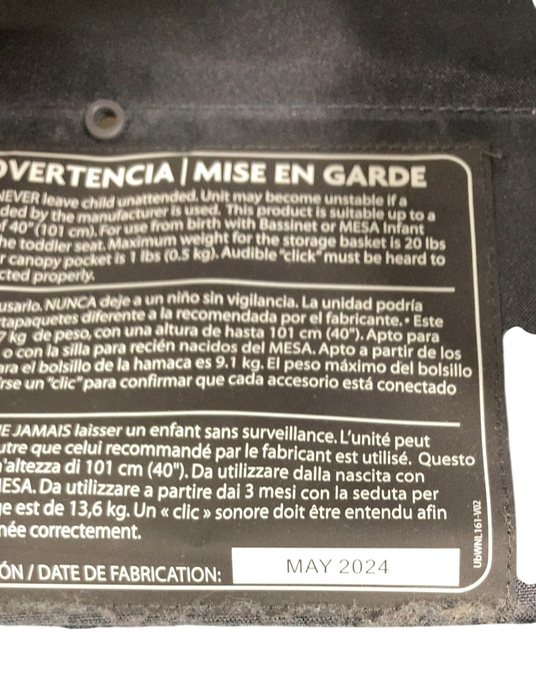 DVERTENCIA | MISE EN GARDE
NEVER leave child unattended. Unit may become unstable if a
ded by the manufacturer is used. This product is suitable up to a
f 40" (101 cm). For use from birth with Bassinet or MESA Infant
he toddler seat. Maximum weight for the storage basket is 20 lbs
r canopy pocket is 1 lbs (0.5 kg). Audible "click" must be heard to
cted properly.
usarlo. NUNCA deje a un niño sin vigilancia. La unidad podría
tapaquetes diferente a la recomendada por el fabricante. • Este
7 kg de peso, con una altura de hasta 101 cm (40"). Apto para
o con la silla para recién nacidos del MESA. Apto a partir de los
ara el bolsillo de la hamaca es 9.1 kg. El peso máximo del bolsillo
rse un "clic" para confirmar que cada accesorio está conectado
E JAMAIS laisser un enfant sans surveillance. L'unité peut
utre que celui recommandé par le fabricant est utilisé. Questo
'altezza di 101 cm (40"). Da utilizzare dalla nascita con
ESA. Da utilizzare a partire dai 3 mesi con la seduta per
ge est de 13,6 kg. Un « clic » sonore doit être entendu afin
née correctement.
ÓN / DATE DE FABRICATION: MAY 2024
UbWNL161-V02